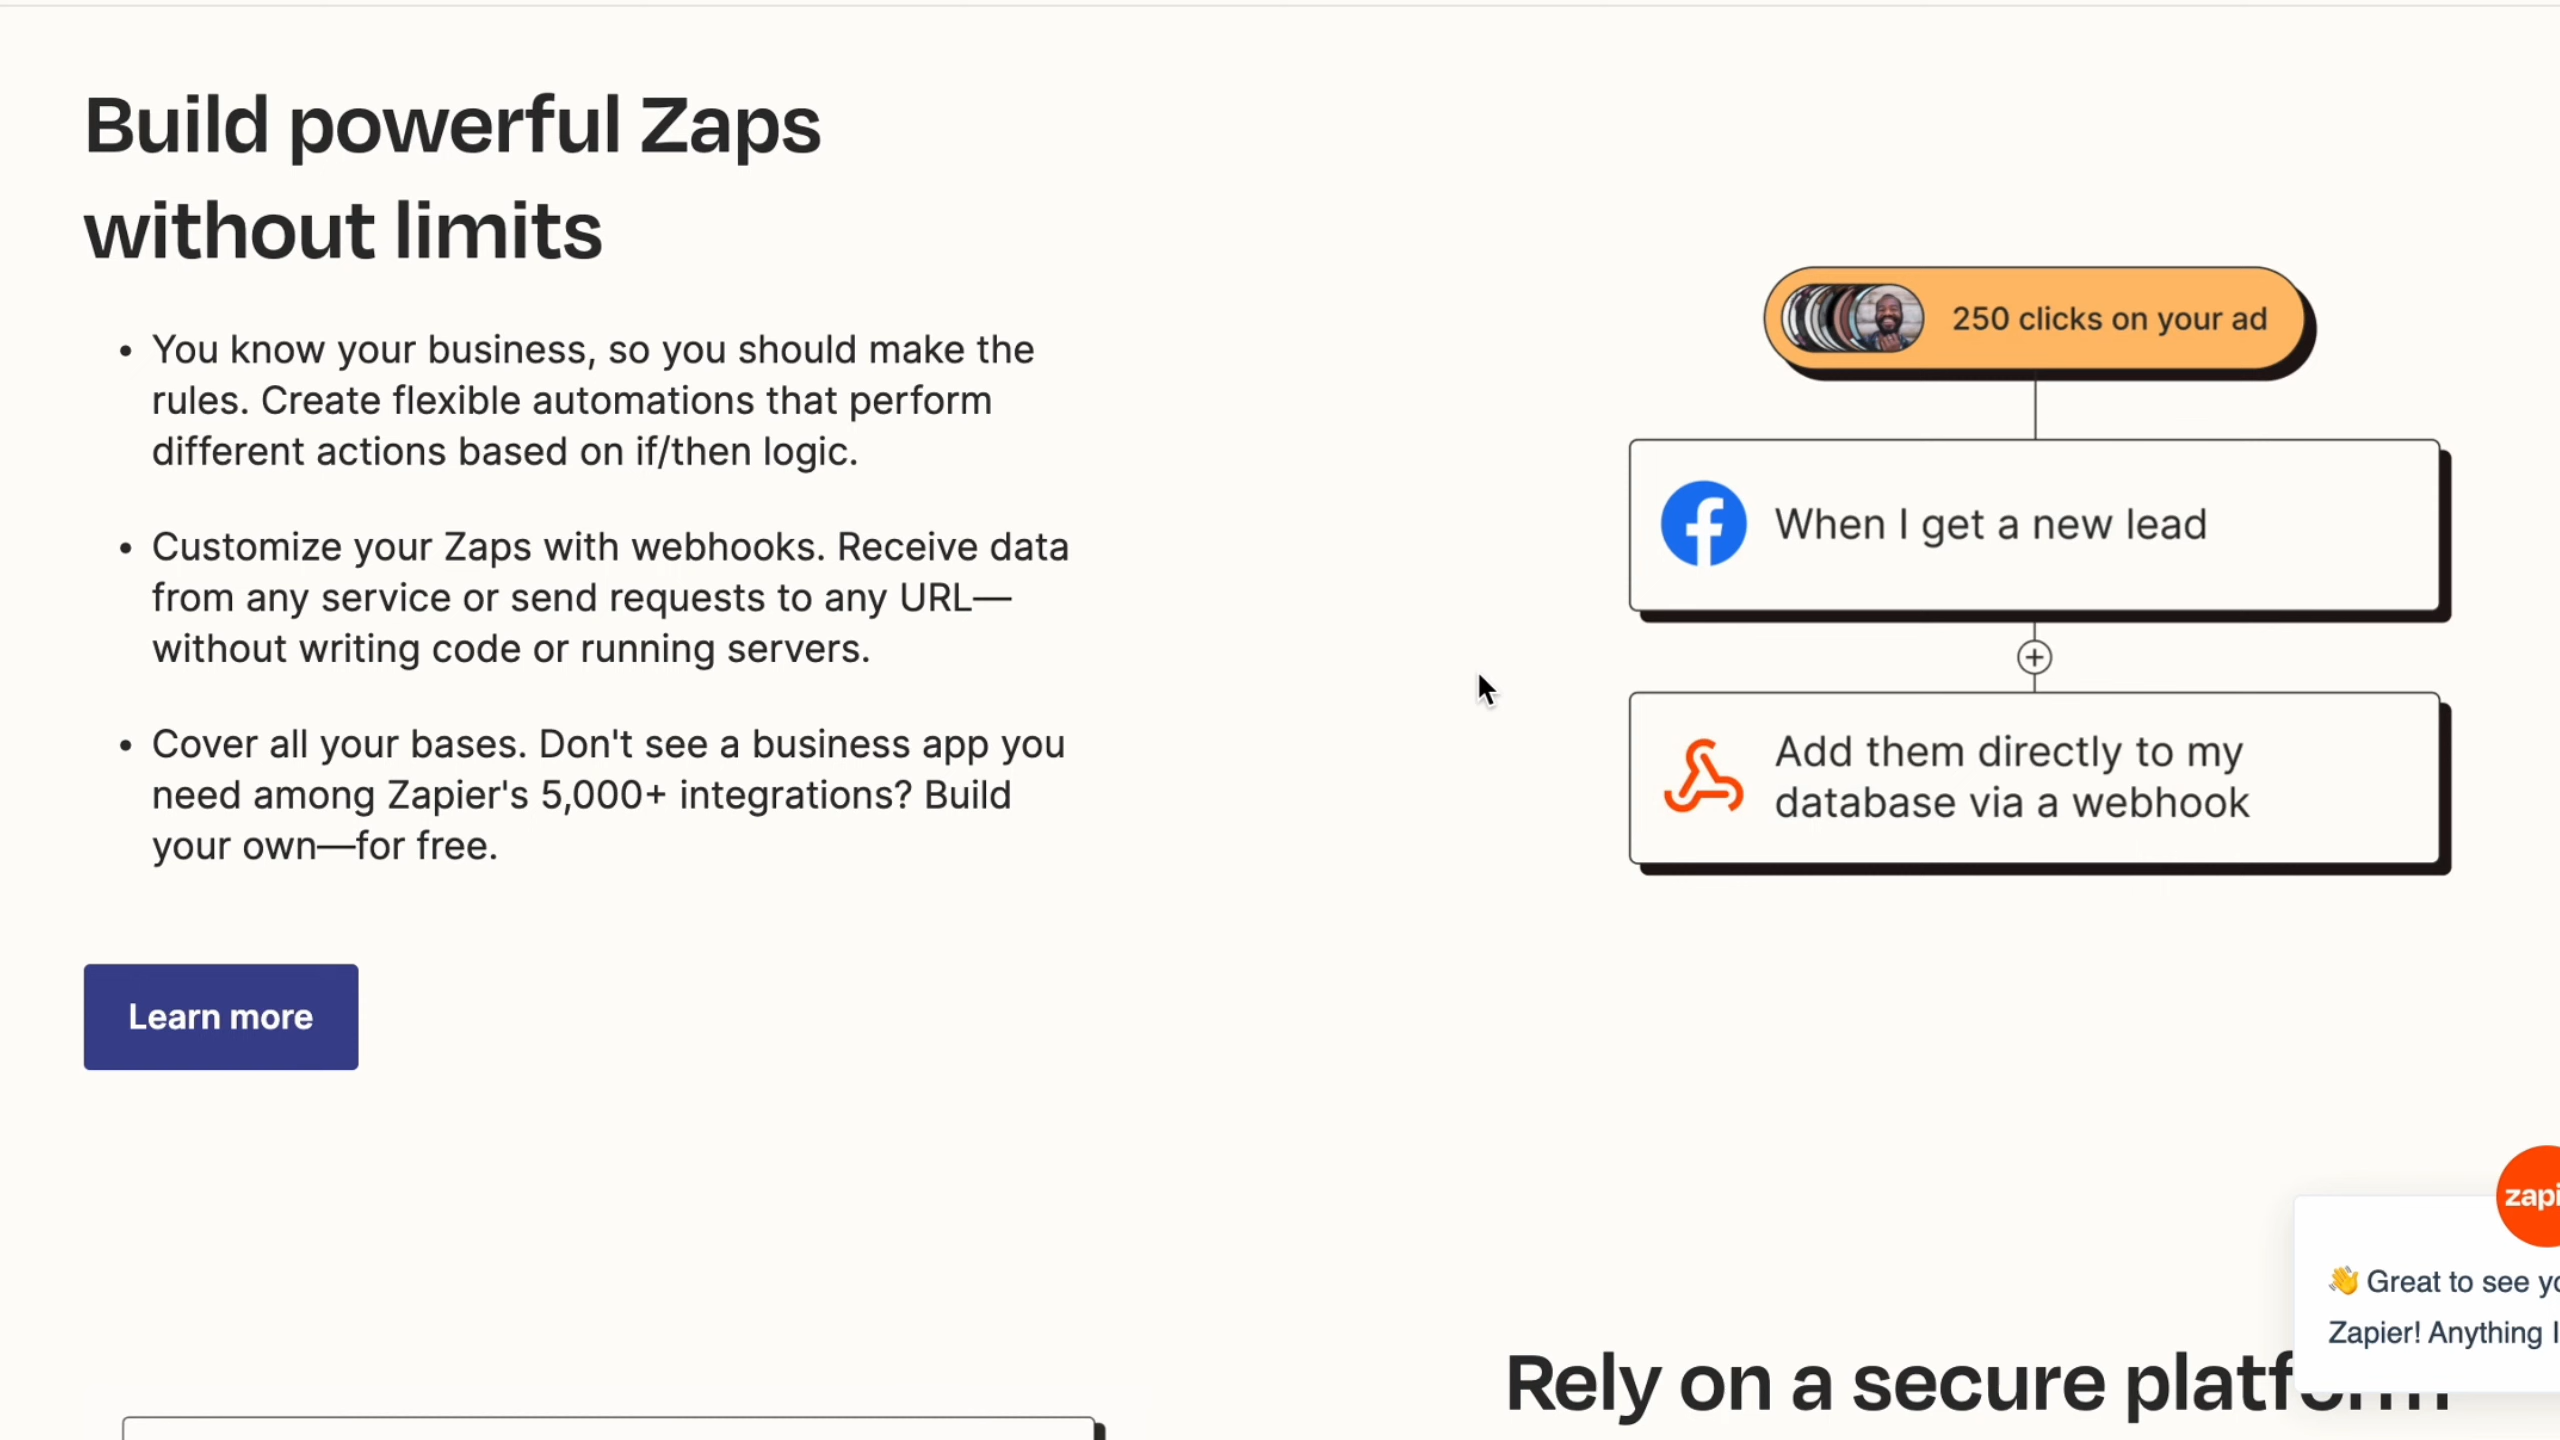 Build powerful Zaps
without limits
• You know your business, so you should make the
rules. Create flexible automations that perform
different actions based on if/then logic.
• Customize your Zaps with webhooks. Receive data
from any service or send requests to any URL—
without writing code or running servers.
• Cover all your bases. Don't see a business app you
need among Zapier's 5,000+ integrations? Build
your own—for free.
Learn more
250 clicks on your ad
When I get a new lead
Add them directly to my
database via a webhook
zapi
👋 Great to see yo
Zapier! Anything I
Rely on a secure platform